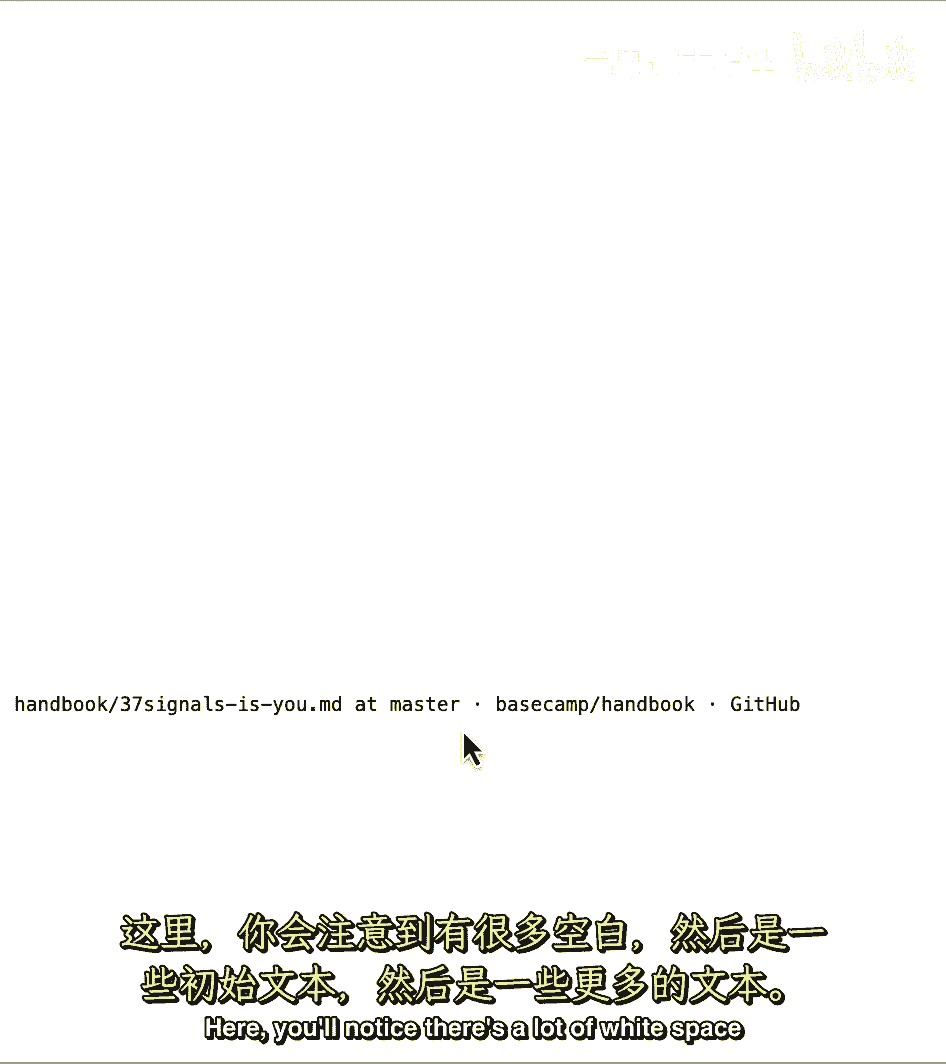 handbook/37signals-is-you.md at master · basecamp/handbook · GitHub
这里，你会注意到有很多空白，然后是一
些初始文本，然后是一些更多的文本。
Here, you'll notice there's a lot of white space